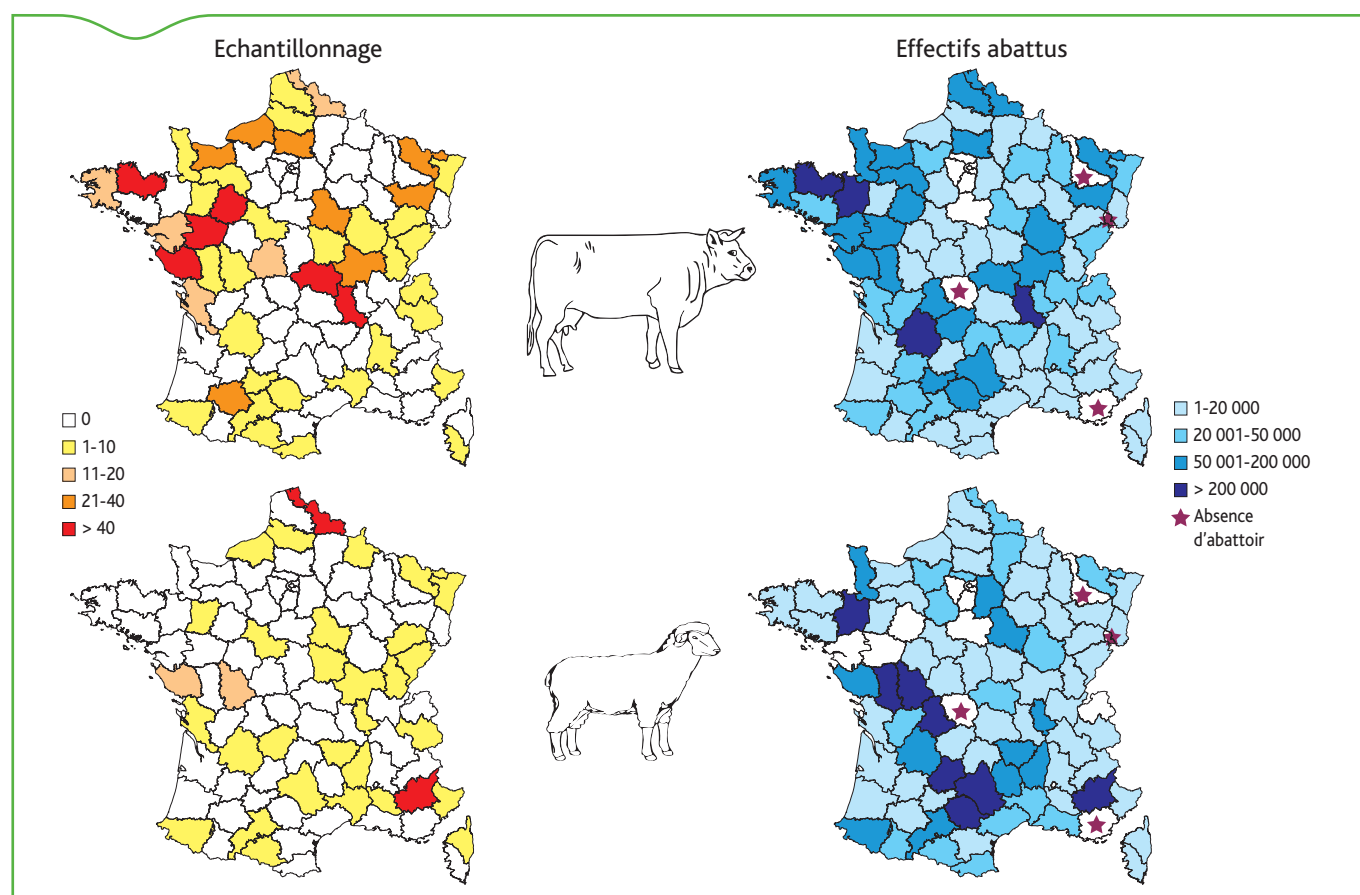 Echantillonnage
Effectifs abattus
0
1-10
11-20
21-40
> 40
1-20 000
20 001-50 000
50 001-200 000
> 200 000
Absence
d'abattoir